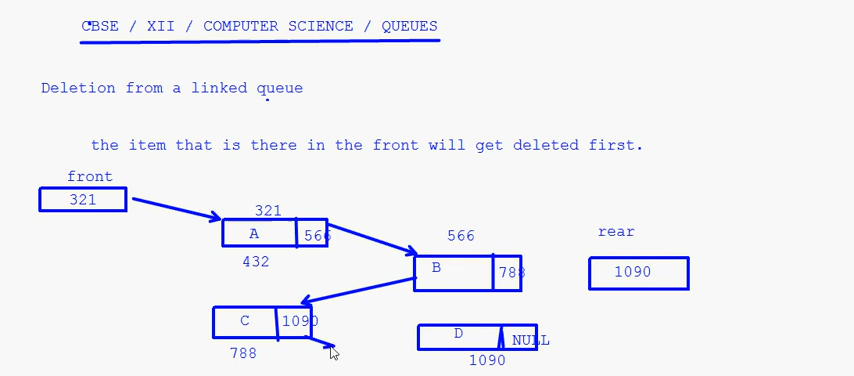 CBSE / XII / COMPUTER SCIENCE / QUEUES
Deletion from a linked queue
the item that is there in the front will get deleted first.
front
321
321
A 566
432
566
B 788
rear
1090
C 1090
788
D NULL
1090